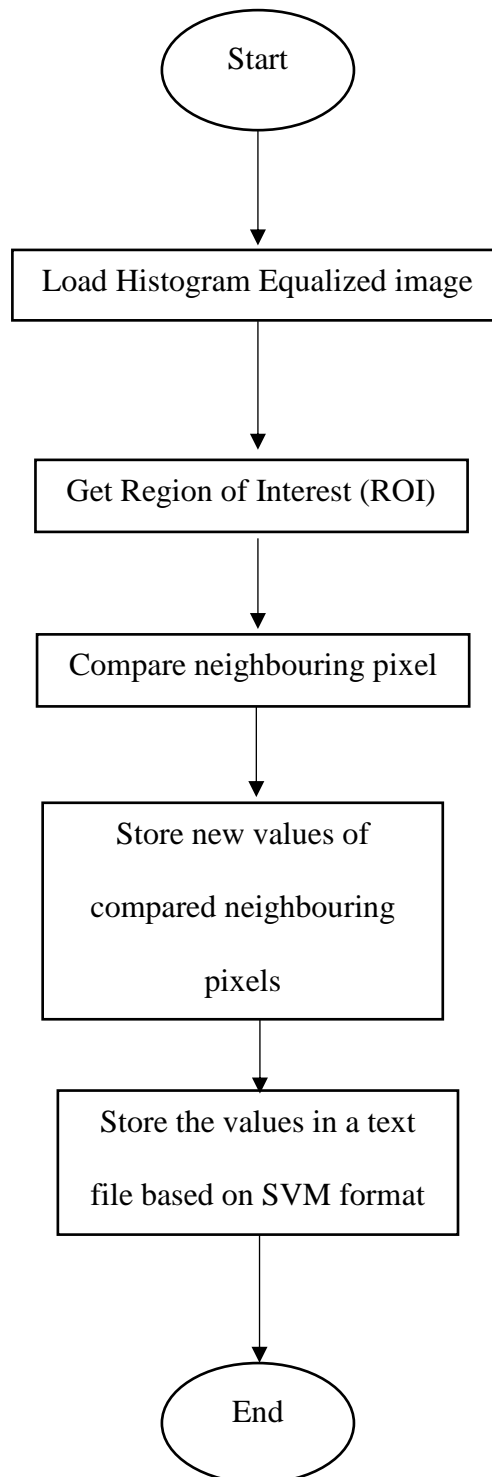 Start
Load Histogram Equalized image
Get Region of Interest (ROI)
Compare neighbouring pixel
Store new values of
compared neighbouring
pixels
Store the values in a text
file based on SVM format
End